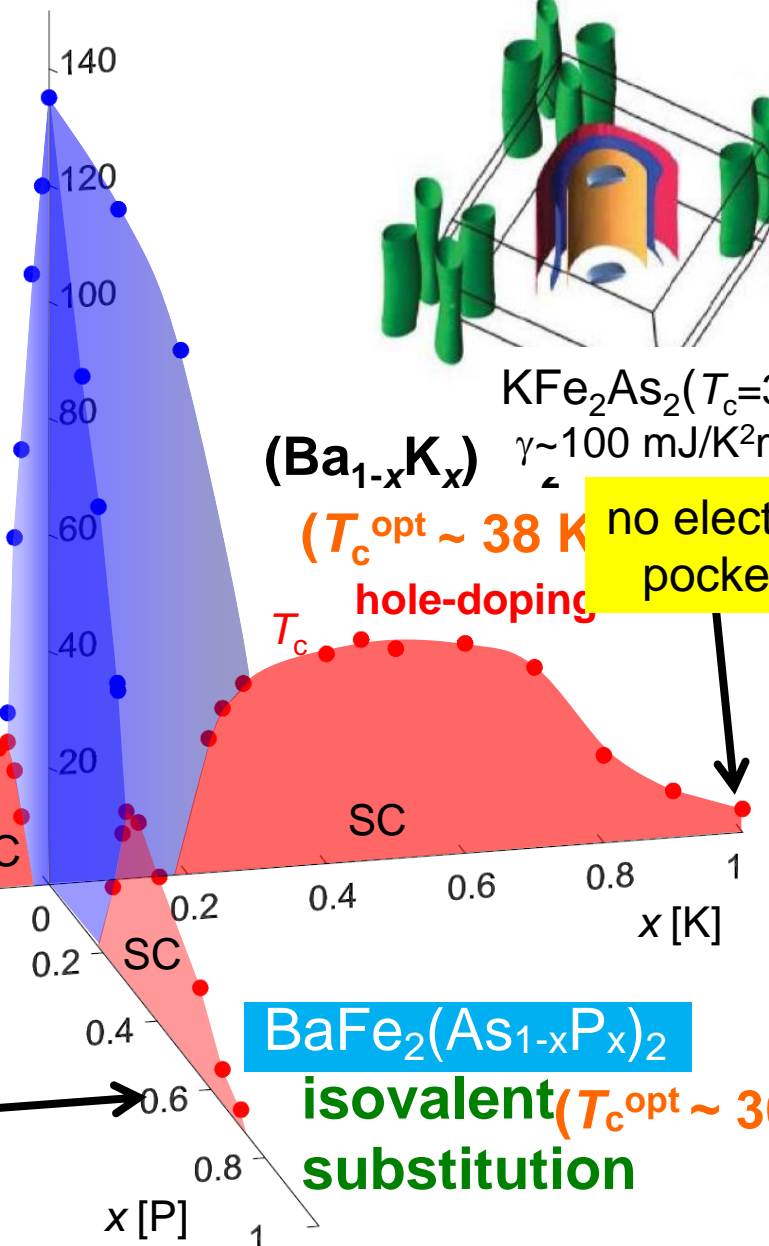 140
120
100
80
60
40
20
KFe₂As₂(Tc=3
γ~100 mJ/K²
(Ba₁₋ₓKₓ)
(Tcᵒᵖᵗ ~ 38 K
no elect
pocke
hole-doping
Tc
SC
C
0
0.2
0.4
0.6
0.8
1
x [K]
0.2
SC
0.4
BaFe₂(As₁₋ₓPₓ)₂
0.6
isovalent (Tcᵒᵖᵗ ~ 3
substitution
0.8
x [P]
1